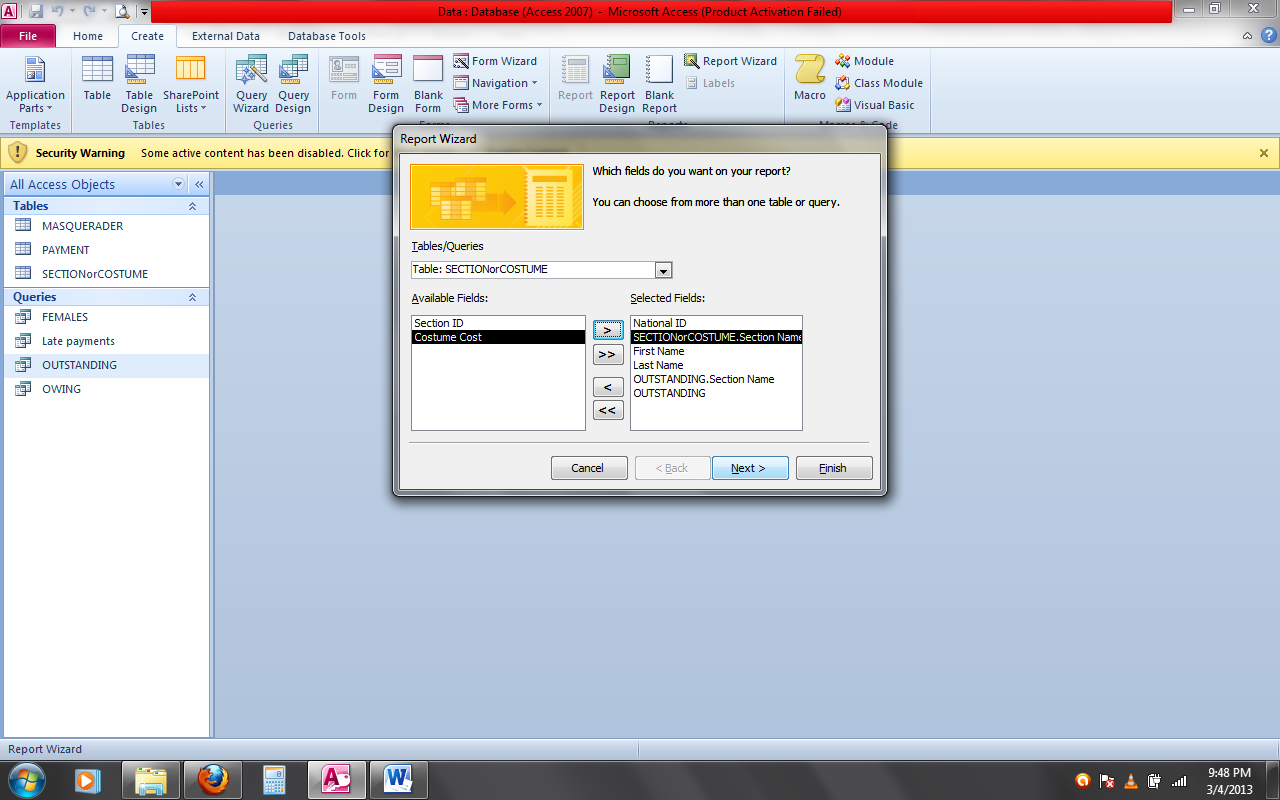 Data : Database (Access 2007) - Microsoft Access (Product Activation Failed)
File Home Create External Data Database Tools
Application Parts
Table
Table Design
SharePoint Lists
Query Wizard
Query Design
Form
Form Design
Blank Form
Form Wizard
Navigation
More Forms
Report
Report Design
Blank Report
Report Wizard
Labels
Macro
Module
Class Module
Visual Basic
Templates Tables Queries
Security Warning Some active content has been disabled. Click for
All Access Objects
Tables
MASQUERADER
PAYMENT
SECTIONorCOSTUME
Queries
FEMALES
Late payments
OUTSTANDING
OWING
Report Wizard
Which fields do you want on your report?
You can choose from more than one table or query.
Tables/Queries
Table: SECTIONorCOSTUME
Available Fields:
Section ID
Costume Cost
>
>>
<
<<
Selected Fields:
National ID
SECTIONorCOSTUME.Section Name
First Name
Last Name
OUTSTANDING.Section Name
OUTSTANDING
Cancel < Back Next > Finish
Report Wizard
9:48 PM
3/4/2013